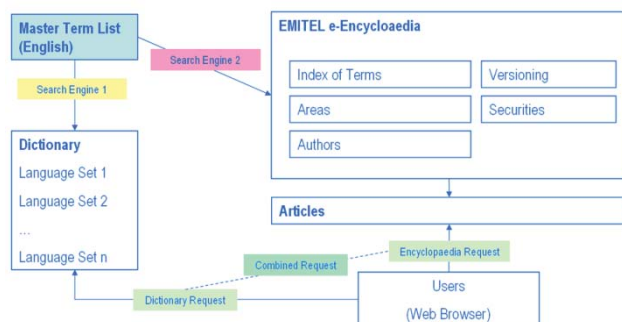 Master Term List
(English)
EMITEL e-Encycloaedia
Search Engine 2
Index of Terms
Versioning
Search Engine 1
Areas
Securities
Authors
Dictionary
Language Set 1
Language Set 2
...
Language Set n
Articles
Encyclopaedia Request
Combined Request
Dictionary Request
Users
(Web Browser)